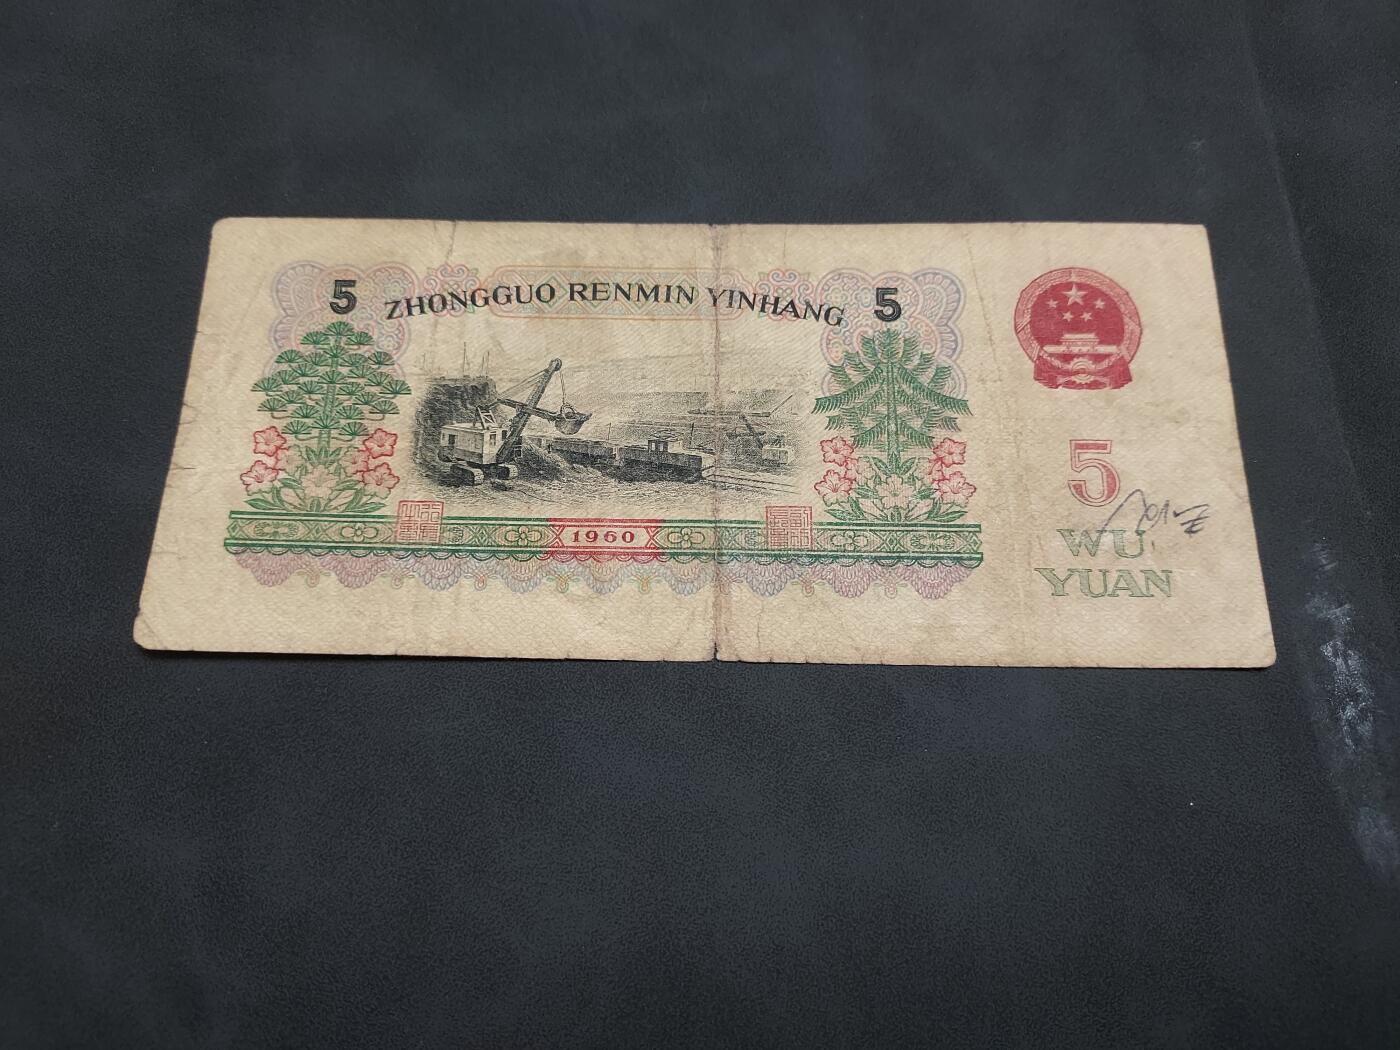 5 ZHONGGUO RENMIN YINHANG 5
1960
5
WU
YUAN